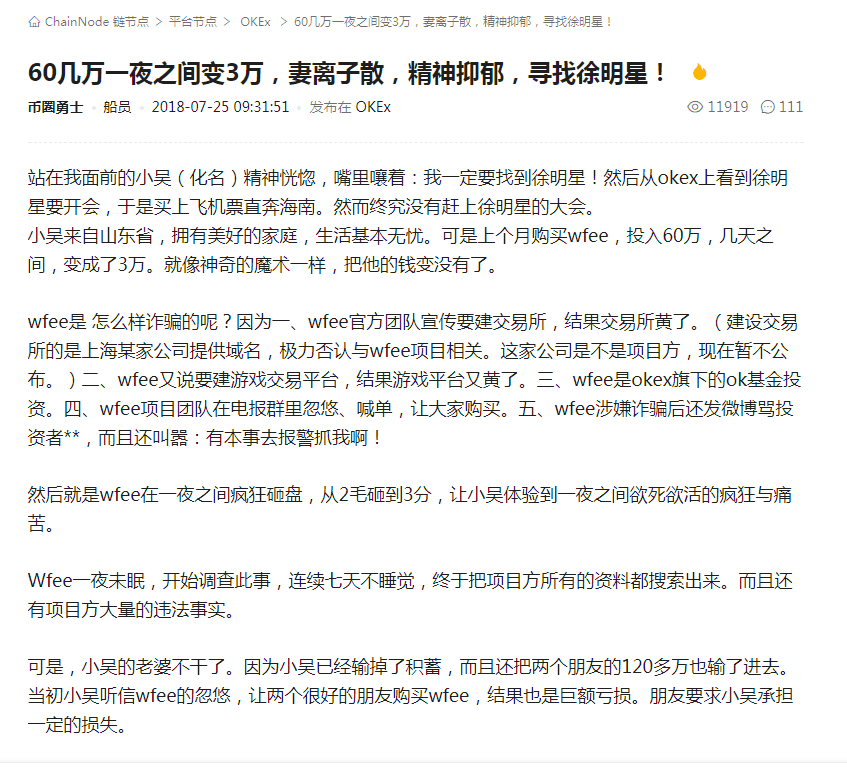 ChainNode 链节点 > 平台节点 > OKEx > 60几万一夜之间变3万，妻离子散，精神抑郁，寻找徐明星！
60几万一夜之间变3万，妻离子散，精神抑郁，寻找徐明星！
币圈勇士 船员 2018-07-25 09:31:51 发布在 OKEx 11919 111
站在我面前的小吴（化名）精神恍惚，嘴里嚷着：我一定要找到徐明星！然后从okex上看到徐明
星要开会，于是买上飞机票直奔海南。然而终究没有赶上徐明星的大会。
小吴来自山东省，拥有美好的家庭，生活基本无忧。可是上个月购买wfee，投入60万，几天之
间，变成了3万。就像神奇的魔术一样，把他的钱变没有了。
wfee是 怎么样诈骗的呢？因为一、wfee官方团队宣传要建交易所，结果交易所黄了。（建设交易
所的是上海某家公司提供域名，极力否认与wfee项目相关。这家公司是不是项目方，现在暂不公
布。）二、wfee又说要建游戏交易平台，结果游戏平台又黄了。三、wfee是okex旗下的ok基金投
资。四、wfee项目团队在电报群里忽悠、喊单，让大家购买。五、wfee涉嫌诈骗后还发微博骂投
资者**，而且还叫嚣：有本事去报警抓我啊！
然后就是wfee在一夜之间疯狂砸盘，从2毛砸到3分，让小吴体验到一夜之间欲死欲活的疯狂与痛
苦。
Wfee一夜未眠，开始调查此事，连续七天不睡觉，终于把项目方所有的资料都搜索出来。而且还
有项目方大量的违法事实。
可是，小吴的老婆不干了。因为小吴已经输掉了积蓄，而且还把两个朋友的120多万也输了进去。
当初小吴听信wfee的忽悠，让两个很好的朋友购买wfee，结果也是巨额亏损。朋友要求小吴承担
一定的损失。